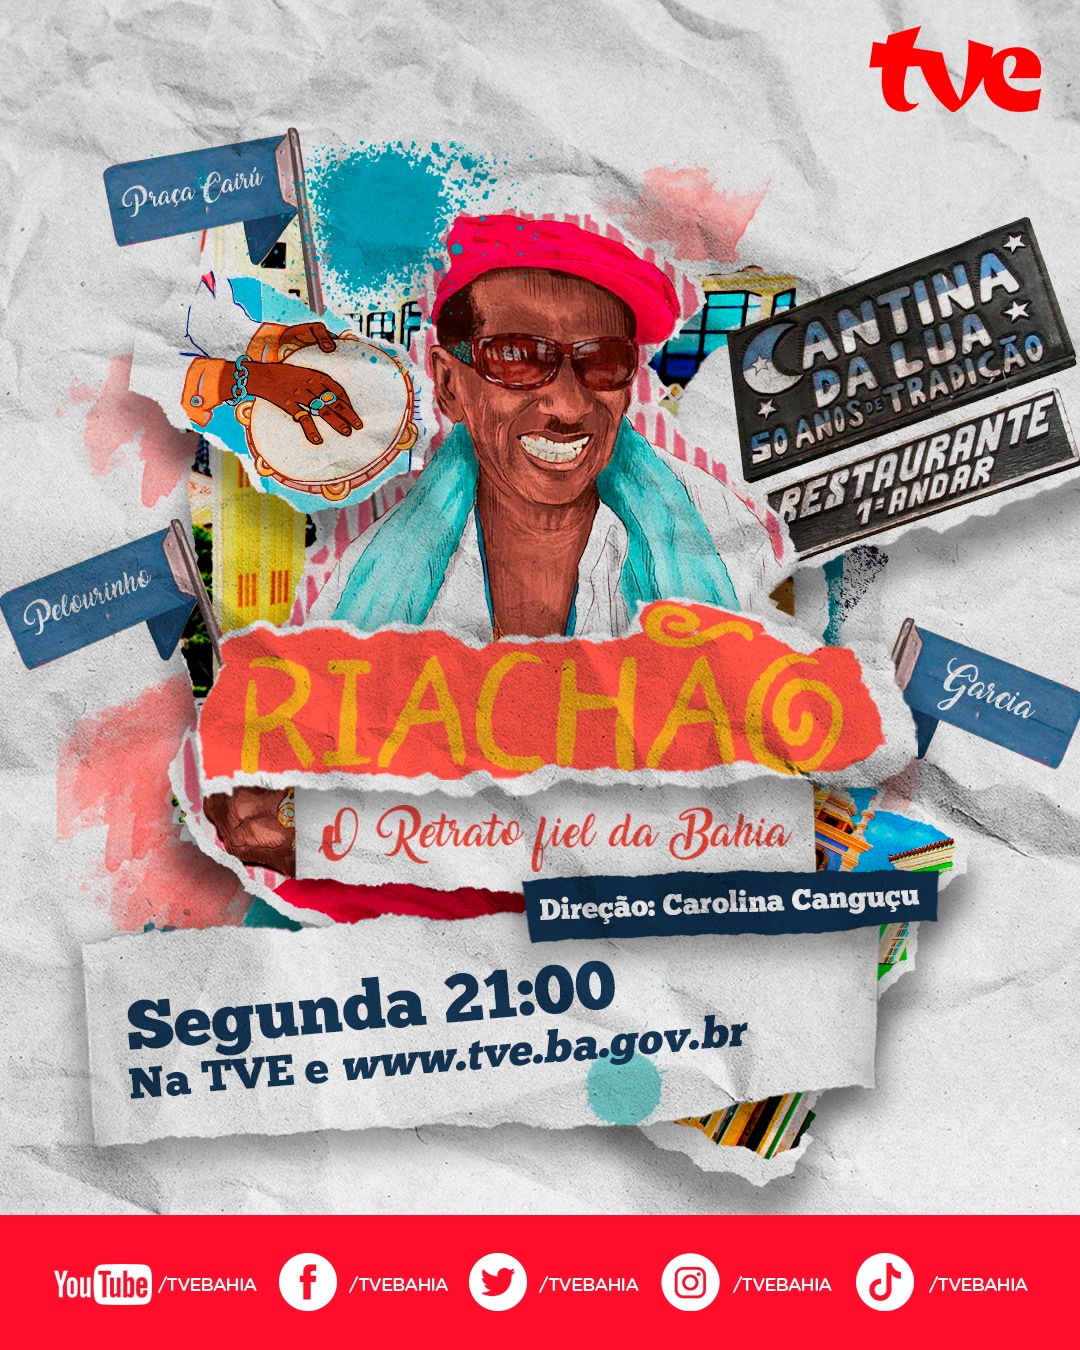 tve
Praça Cairú
CANTINA
DA LUA
50 ANOS DE TRADIÇÃO
RESTAURANTE
1º ANDAR
Pelourinho
Garcia
RIACHÃO
O Retrato fiel da Bahia
Direção: Carolina Canguçu
Segunda 21:00
Na TVE e www.tve.ba.gov.br
YouTube /TVEBAHIA /TVEBAHIA /TVEBAHIA /TVEBAHIA /TVEBAHIA